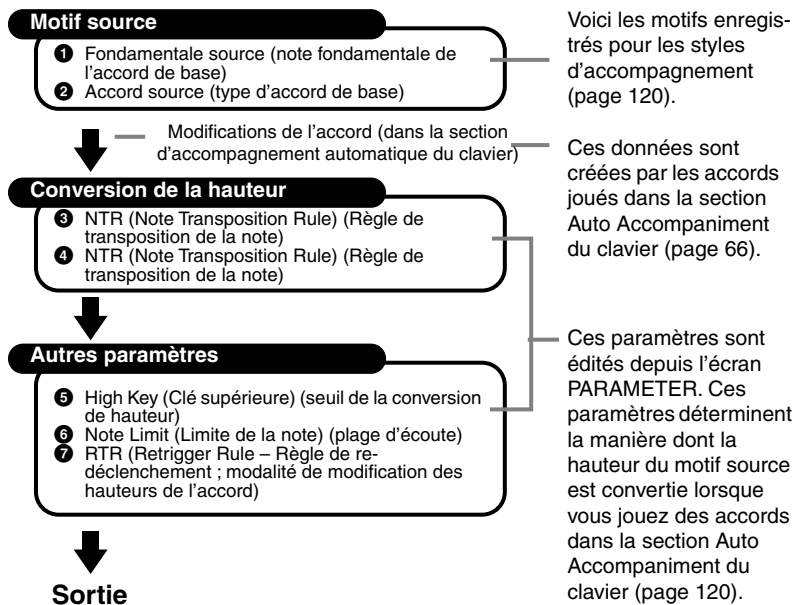 Motif source
❶ Fondamentale source (note fondamentale de
l'accord de base)
❷ Accord source (type d'accord de base)
Voici les motifs enregis-
trés pour les styles
d'accompagnement
(page 120).
Modifications de l'accord (dans la section
d'accompagnement automatique du clavier)
Ces données sont
créées par les accords
joués dans la section
Auto Accompaniment
du clavier (page 66).
Conversion de la hauteur
❸ NTR (Note Transposition Rule) (Règle de
transposition de la note)
❹ NTR (Note Transposition Rule) (Règle de
transposition de la note)
Autres paramètres
❺ High Key (Clé supérieure) (seuil de la conversion
de hauteur)
❻ Note Limit (Limite de la note) (plage d'écoute)
❼ RTR (Retrigger Rule – Règle de re-
déclenchement ; modalité de modification des
hauteurs de l'accord)
Ces paramètres sont
édités depuis l'écran
PARAMETER. Ces
paramètres déterminent
la manière dont la
hauteur du motif source
est convertie lorsque
vous jouez des accords
dans la section Auto
Accompaniment du
clavier (page 120).
Sortie